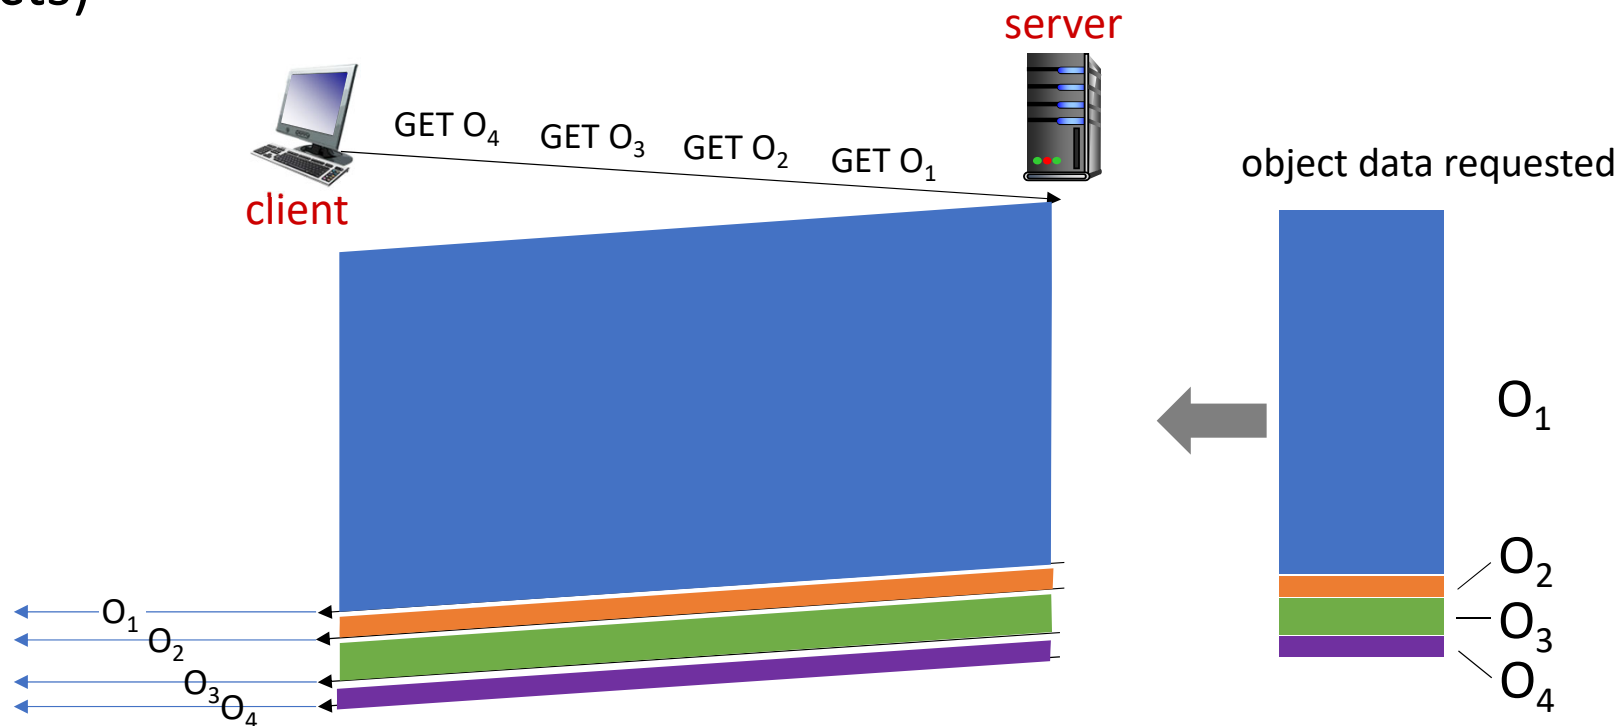 server
GET O₄ GET O₃ GET O₂ GET O₁
object data requested
client
O₁
O₂
O₁
O₂
O₃
O₃
O₄
O₄